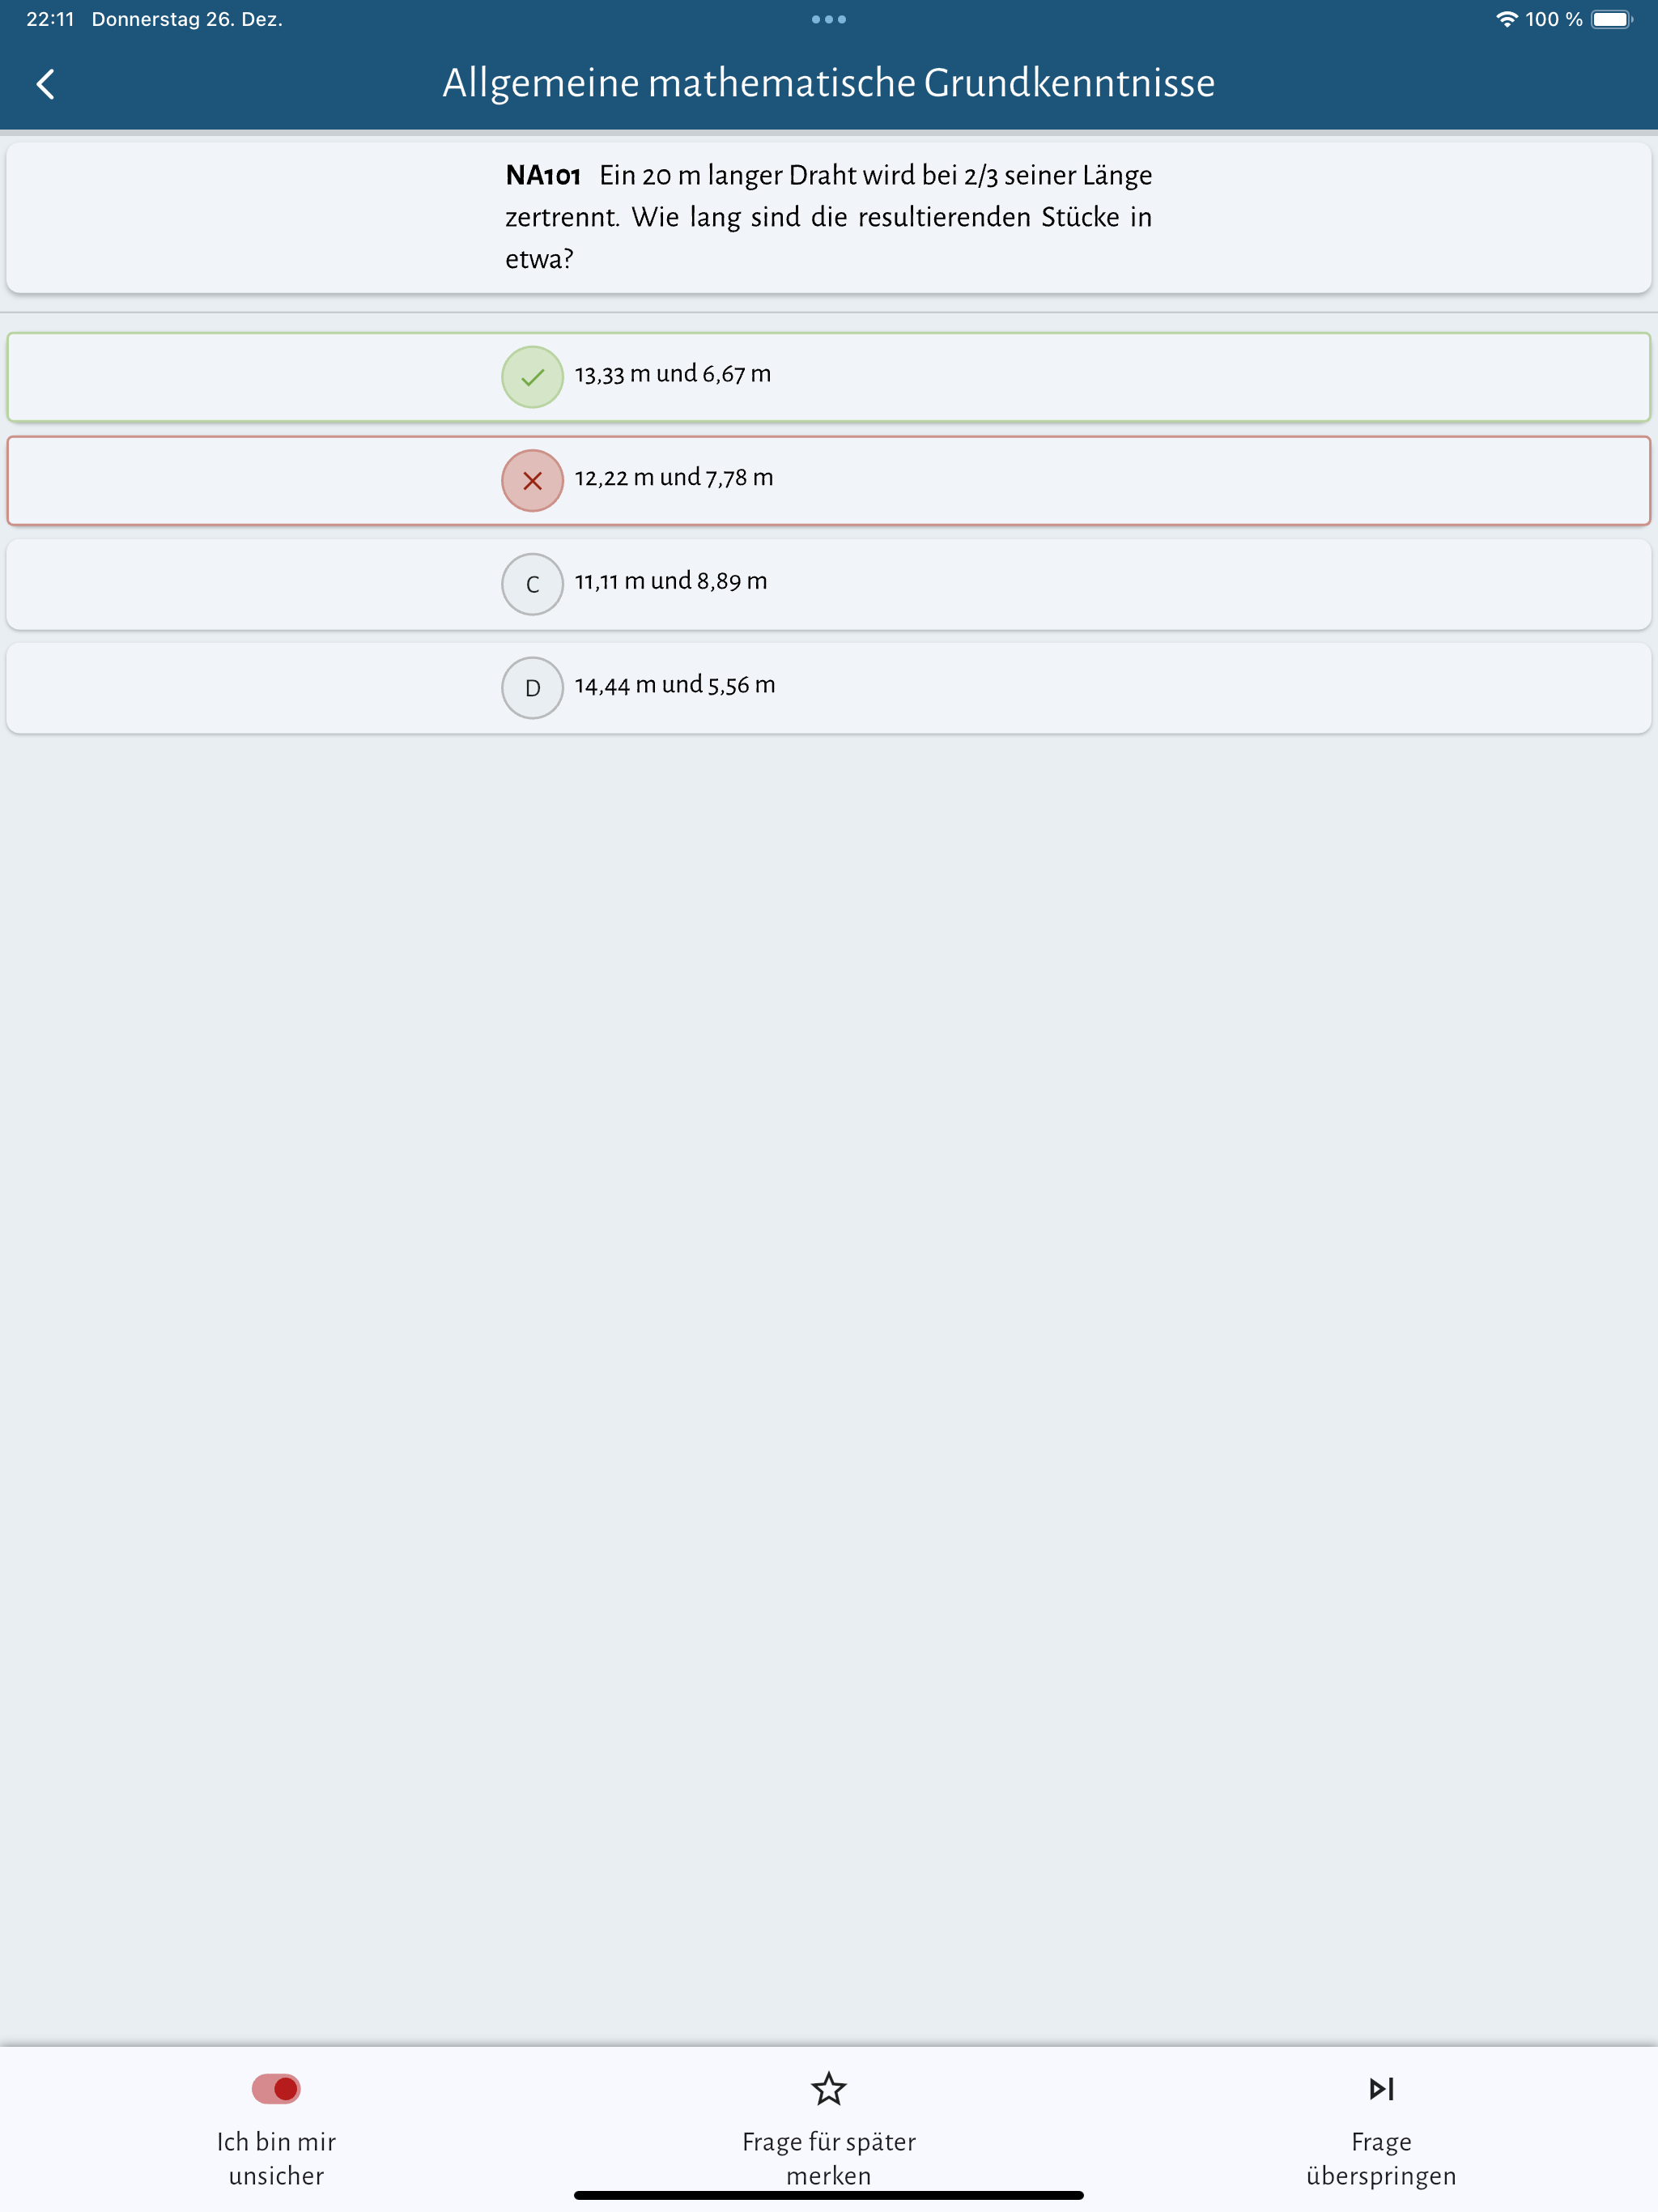 22:11 Donnerstag 26. Dez.
100 %
Allgemeine mathematische Grundkenntnisse
NA101 Ein 20 m langer Draht wird bei 2/3 seiner Länge
zertrennt. Wie lang sind die resultierenden Stücke in
etwa?
13,33 m und 6,67 m
12,22 m und 7,78 m
C 11,11 m und 8,89 m
D 14,44 m und 5,56 m
Ich bin mir
unsicher
Frage für später
merken
Frage
überspringen